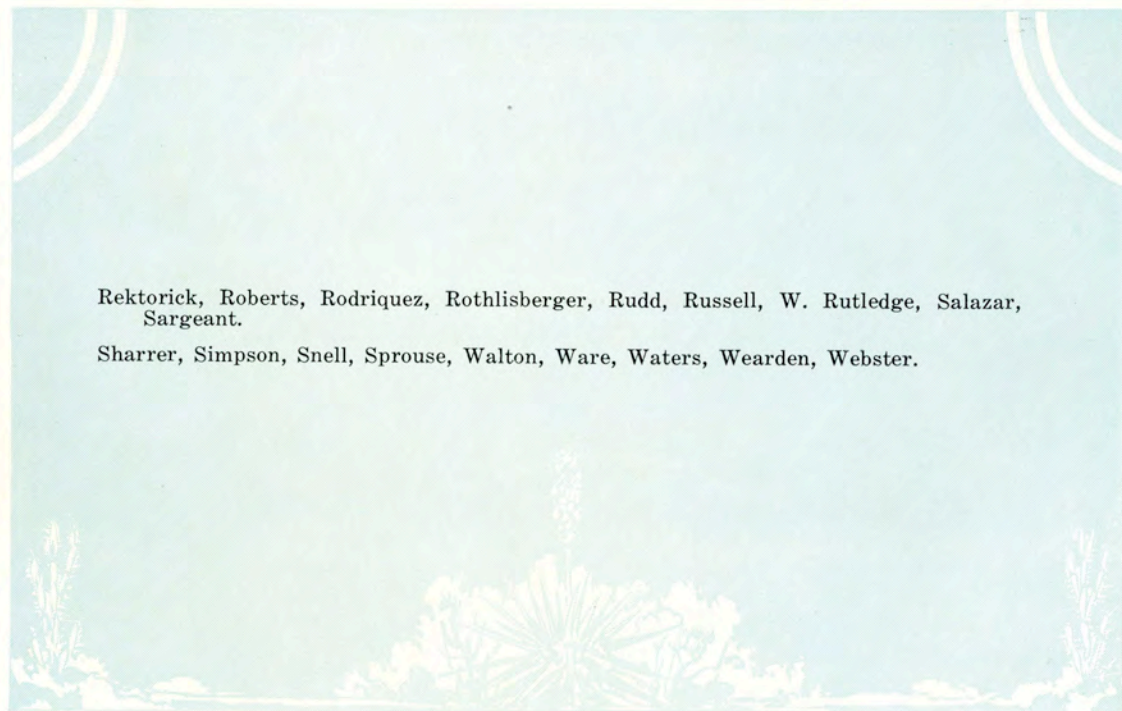 Rektorick, Roberts, Rodriquez, Rothlisberger, Rudd, Russell, W. Rutledge, Salazar,
Sargeant.
Sharrer, Simpson, Snell, Sprouse, Walton, Ware, Waters, Wearden, Webster.